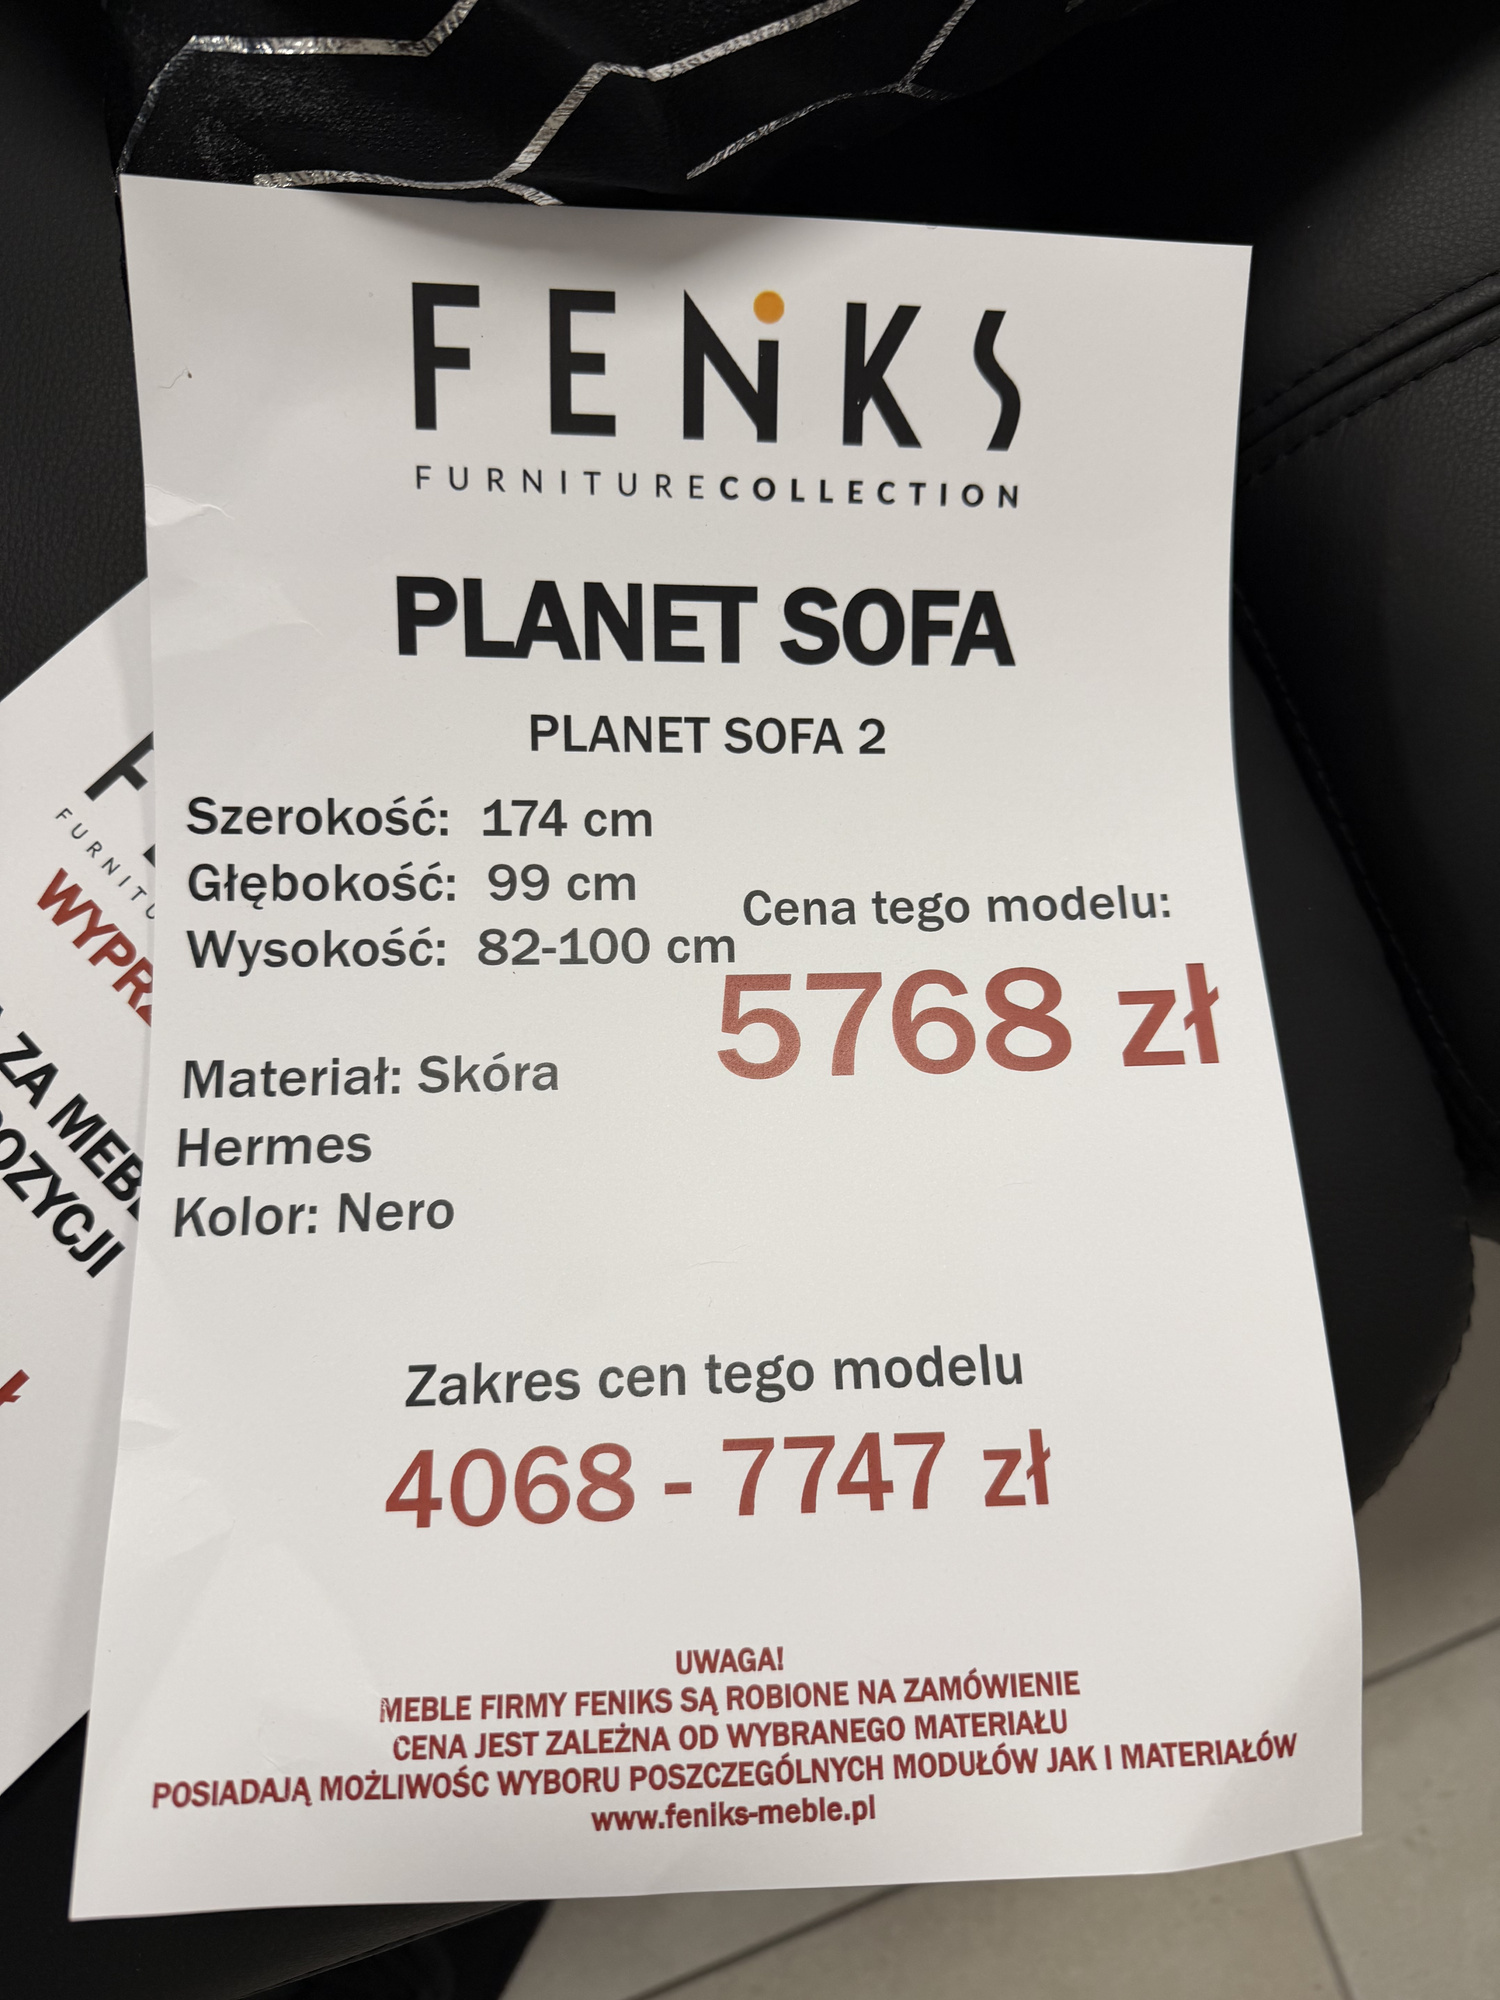 FENiKS
FURNITURECOLLECTION
PLANET SOFA
PLANET SOFA 2
Szerokość: 174 cm
Głębokość: 99 cm
Wysokość: 82-100 cm
Cena tego modelu:
5768 zł
Materiał: Skóra
Hermes
Kolor: Nero
Zakres cen tego modelu
4068 - 7747 zł
UWAGA!
MEBLE FIRMY FENIKS SĄ ROBIONE NA ZAMÓWIENIE
CENA JEST ZALEŻNA OD WYBRANEGO MATERIAŁU
POSIADAJĄ MOŻLIWOŚC WYBORU POSZCZEGÓLNYCH MODUŁÓW JAK I MATERIAŁÓW
www.feniks-meble.pl
ZA